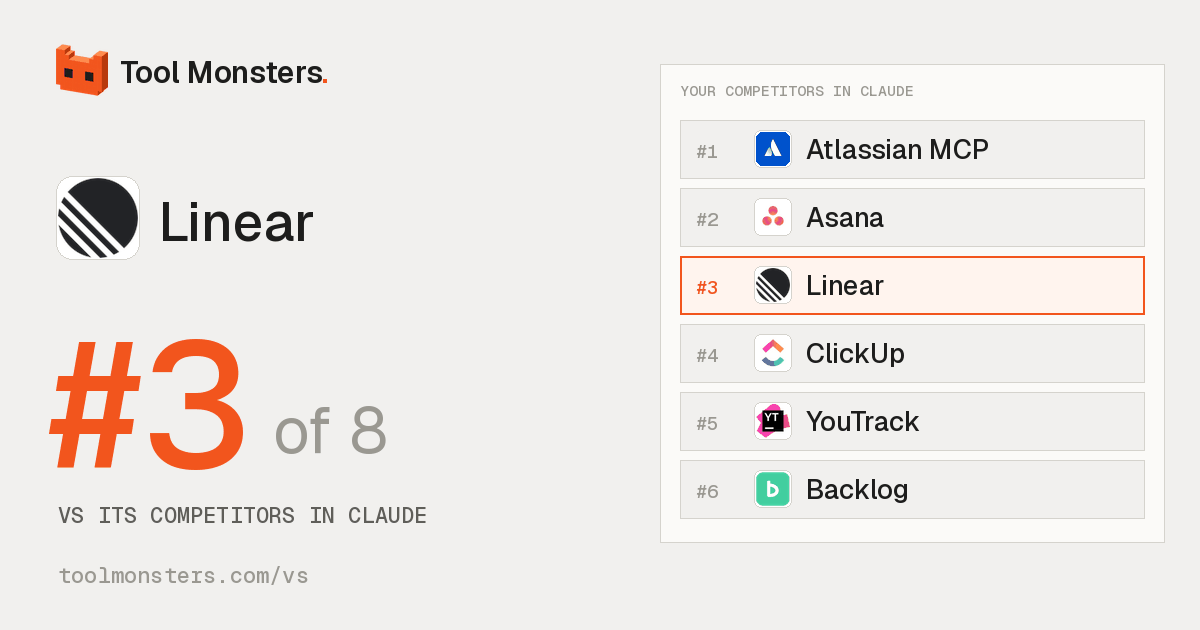 Tool Monsters.
Linear
#3 of 8
VS ITS COMPETITORS IN CLAUDE
toolmonsters.com/vs
YOUR COMPETITORS IN CLAUDE
#1 Atlassian MCP
#2 Asana
#3 Linear
#4 ClickUp
#5 YT YouTrack
#6 b Backlog